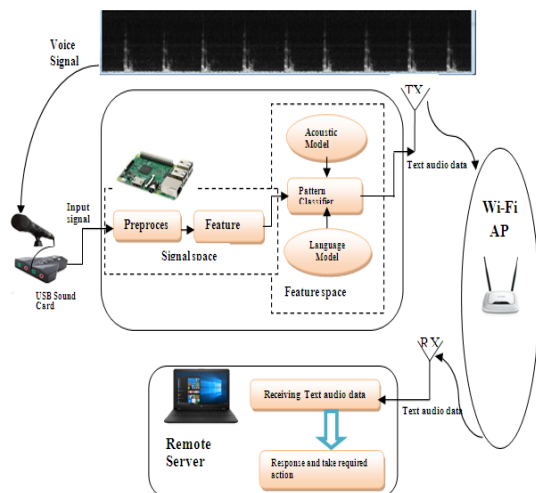 Voice
Signal
TX
Acoustic
Model
Text audio data
Input
signal
Pattern
Classifier
Wi-Fi
AP
Preproces
Feature
Signal space
Language
Model
USB Sound
Card
Feature space
RX
Receiving Text audio data
Text audio data
Remote
Server
Response and take required
action